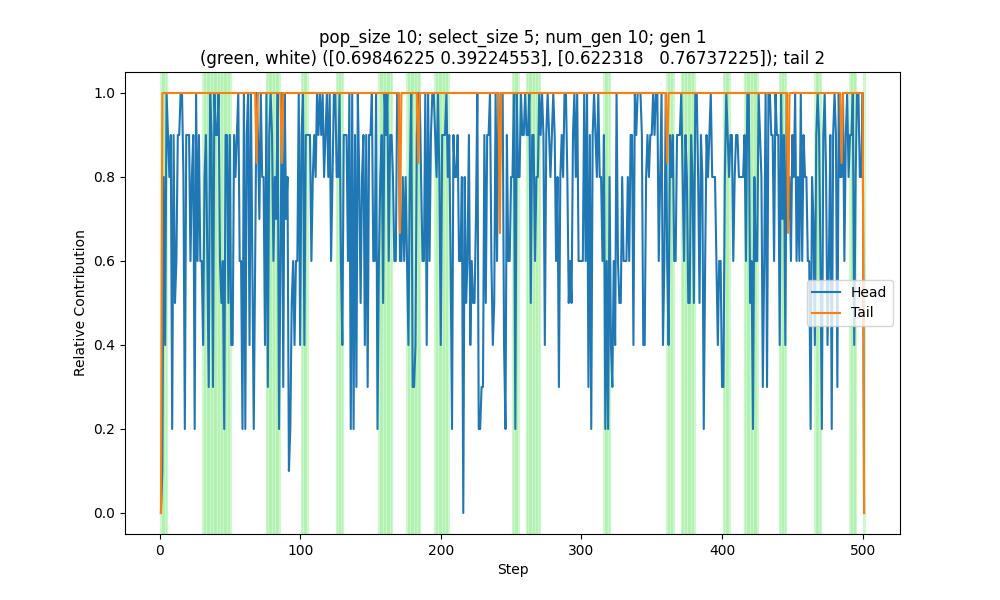 pop_size 10; select_size 5; num_gen 10; gen 1
(green, white) ([0.69846225 0.39224553], [0.622318   0.76737225]); tail 2
1.0
0.8
0.6
0.4
0.2
0.0
Relative Contribution
Head
Tail
0
100
200
300
400
500
Step